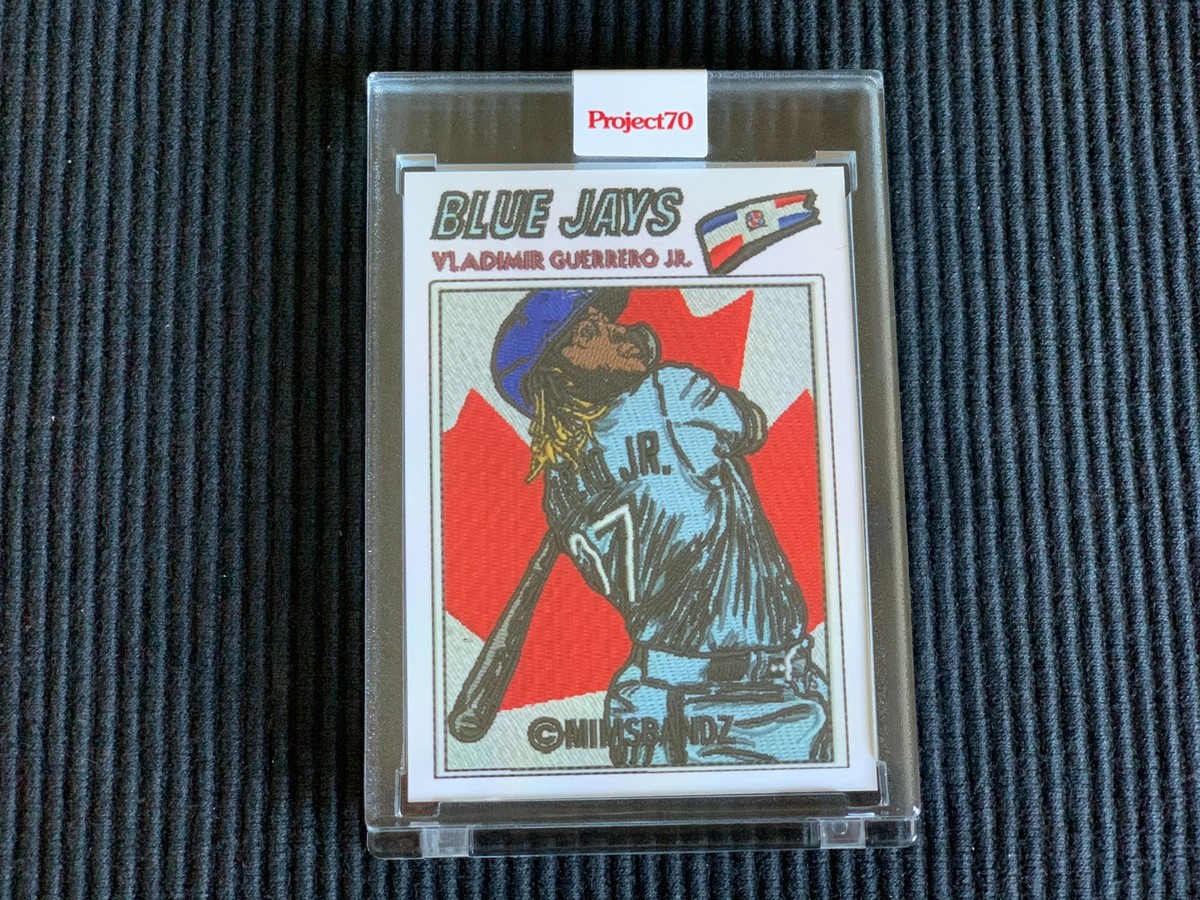 Project70
BLUE JAYS
VLADIMIR GUERRERO JR.
JR.
27
©MIMSBANDZ